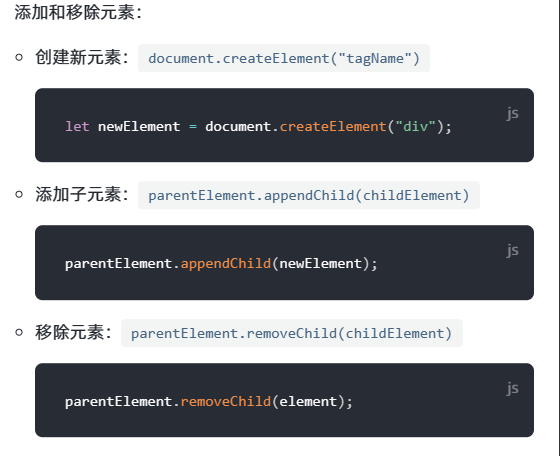 添加和移除元素：
创建新元素： document.createElement("tagName")
js
let newElement = document.createElement("div");
添加子元素： parentElement.appendChild(childElement)
js
parentElement.appendChild(newElement);
移除元素： parentElement.removeChild(childElement)
js
parentElement.removeChild(element);